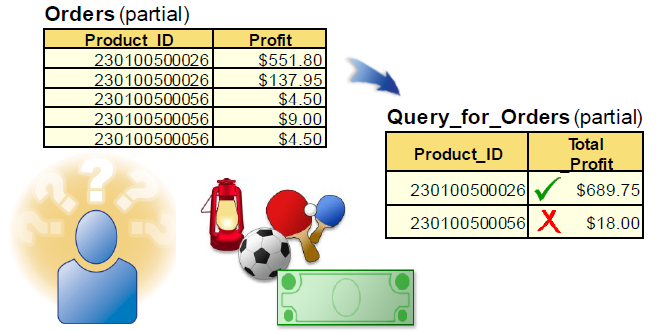 Orders (partial)
Product_ID Profit
230100500026 $551.80
230100500026 $137.95
230100500056 $4.50
230100500056 $9.00
230100500056 $4.50
Query_for_Orders (partial)
Product_ID Total
_Profit
230100500026 $689.75
230100500056 $18.00
? ? ? ? ?